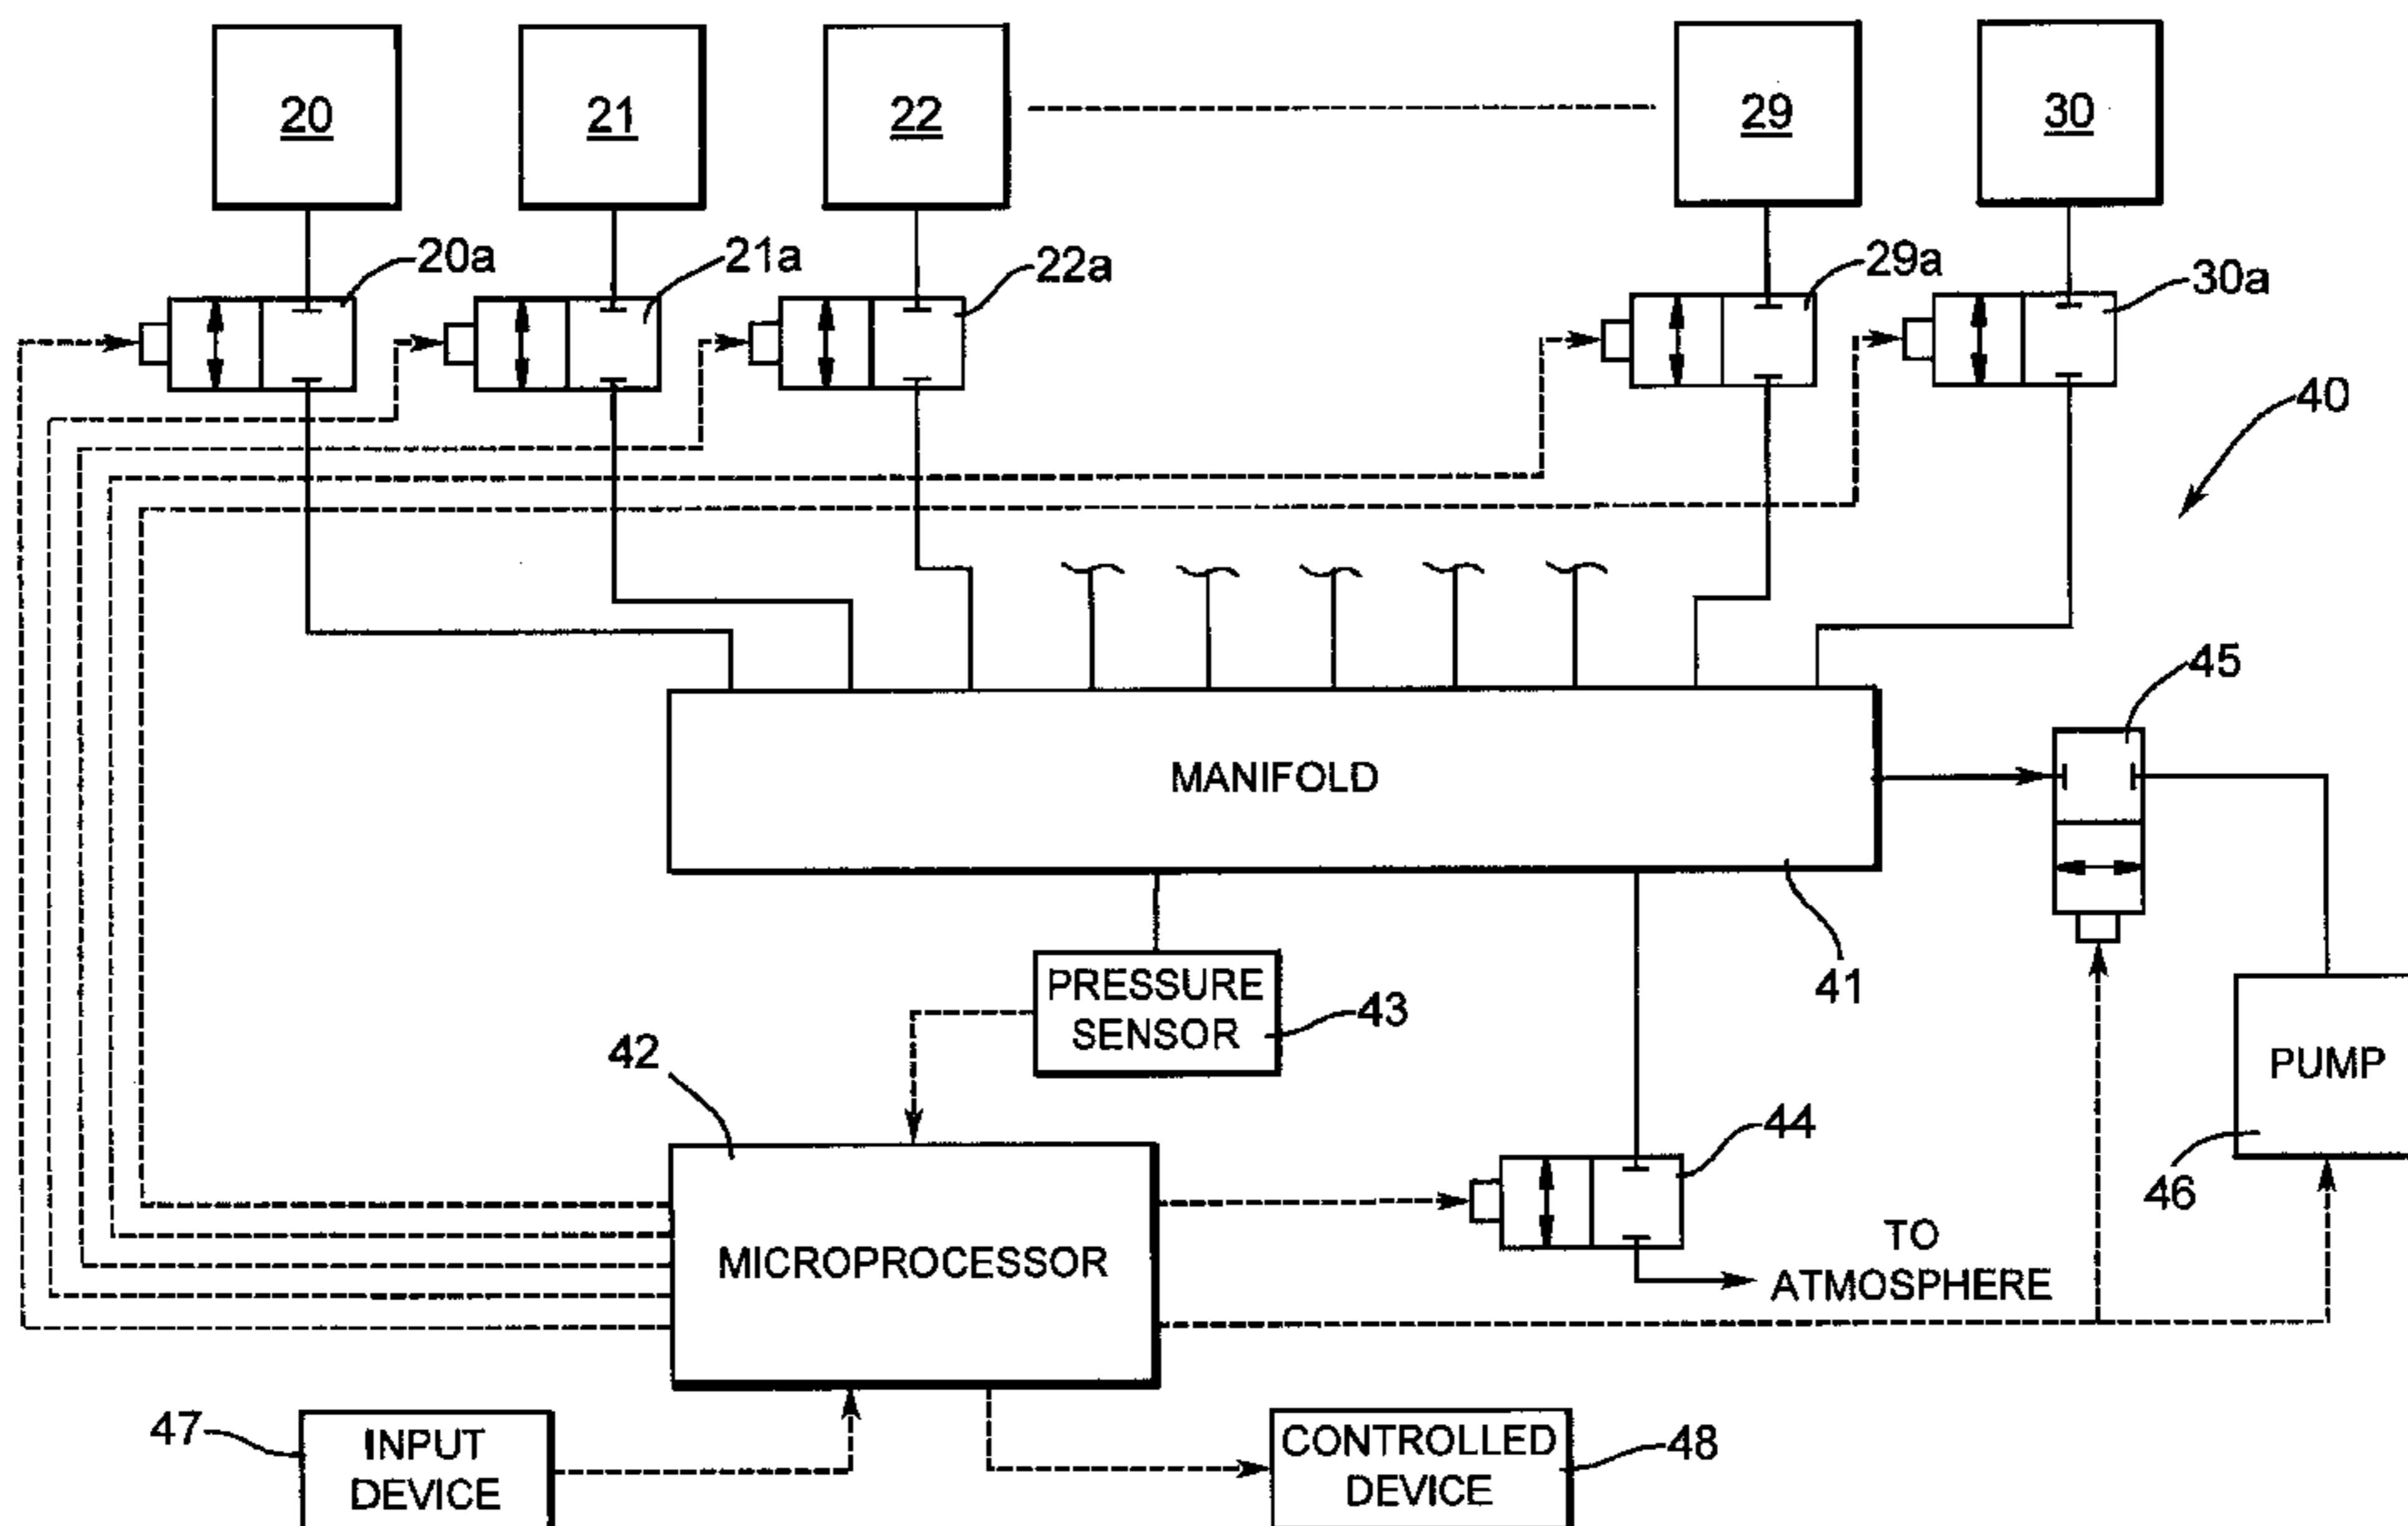 20
21
22
29
30
20a
21a
22a
29a
30a
40
45
MANIFOLD
41
PRESSURE
SENSOR
43
42
PUMP
44
46
MICROPROCESSOR
TO
ATMOSPHERE
47
INPUT
DEVICE
CONTROLLED
DEVICE
48